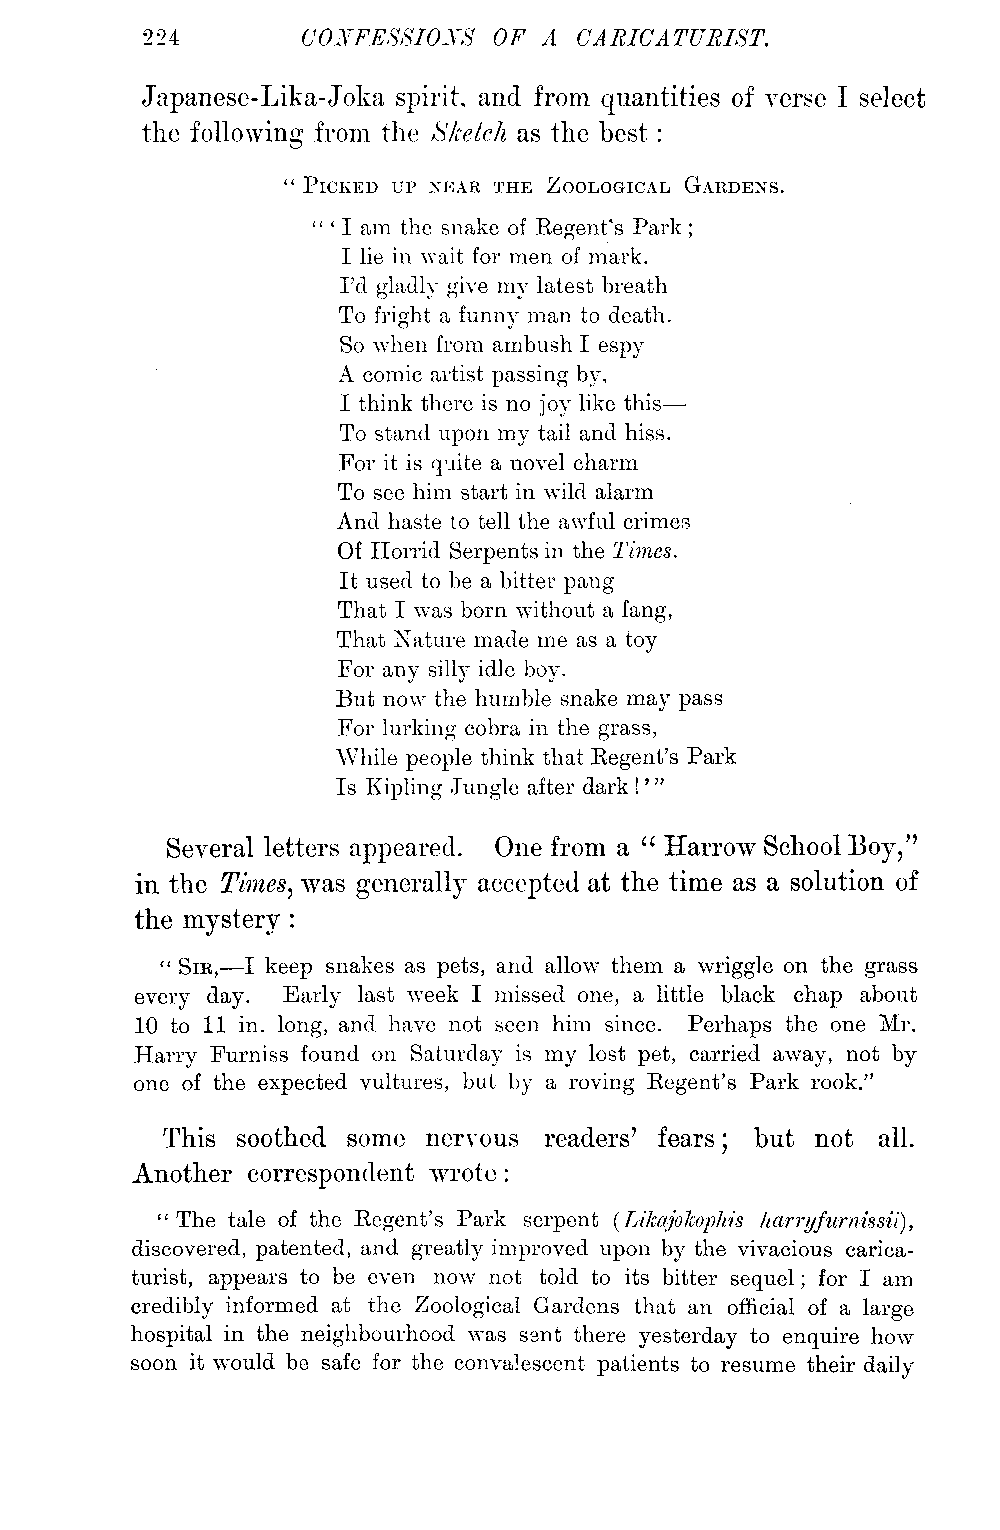 224 CONFESSIONS OF A CARICATURIST.
Japanese-Lika-Joka spirit, and from quantities of verse I select
the following from the Sketch as the best :
“ PICKED UP NEAR THE ZOOLOGICAL GARDENS.
“ ‘ I am the snake of Regent's Park ;
I lie in wait for men of mark.
I’d gladly give my latest breath
To fright a funny man to death.
So when from ambush I espy
A comic artist passing by,
I think there is no joy like this—
To stand upon my tail and hiss.
For it is quite a novel charm
To see him start in wild alarm
And haste to tell the awful crimes
Of Horrid Serpents in the Times.
It used to be a bitter pang
That I was born without a fang,
That Nature made me as a toy
For any silly idle boy.
But now the humble snake may pass
For lurking cobra in the grass,
While people think that Regent’s Park
Is Kipling Jungle after dark ! ’ ”
Several letters appeared. One from a “ Harrow School Boy,”
in the Times, was generally accepted at the time as a solution of
the mystery :
“ SIR,—I keep snakes as pets, and allow them a wriggle on the grass
every day. Early last week I missed one, a little black chap about
10 to 11 in. long, and have not seen him since. Perhaps the one Mr.
Harry Furniss found on Saturday is my lost pet, carried away, not by
one of the expected vultures, but by a roving Regent’s Park rook.”
This soothed some nervous readers’ fears ; but not all.
Another correspondent wrote :
“ The tale of the Regent’s Park serpent (Likajokophis harryfurnissii),
discovered, patented, and greatly improved upon by the vivacious carica-
turist, appears to be even now not told to its bitter sequel ; for I am
credibly informed at the Zoological Gardens that an official of a large
hospital in the neighbourhood was sent there yesterday to enquire how
soon it would be safe for the convalescent patients to resume their daily